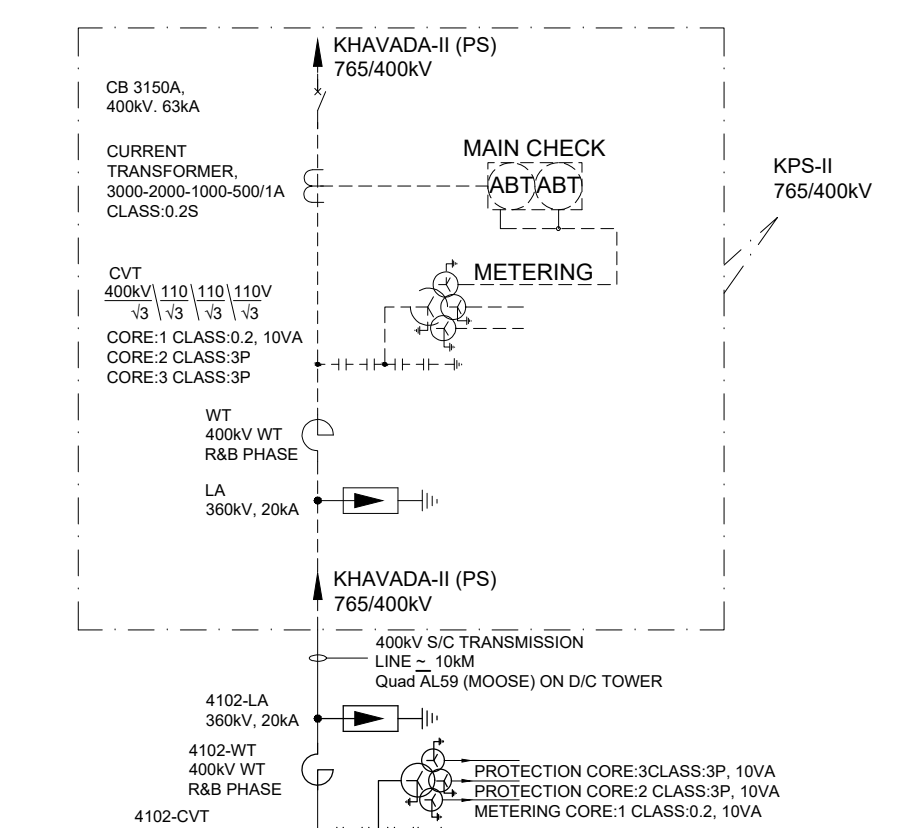 KHAVADA-II (PS)
765/400kV
CB 3150A,
400kV. 63kA
CURRENT
TRANSFORMER,
3000-2000-1000-500/1A
CLASS:0.2S
MAIN CHECK
ABT ABT
KPS-II
765/400kV
METERING
CVT
400kV\110\110\110V
√3 \ √3 \ √3 \ √3
CORE:1 CLASS:0.2, 10VA
CORE:2 CLASS:3P
CORE:3 CLASS:3P
WT
400kV WT
R&B PHASE
LA
360kV, 20kA
KHAVADA-II (PS)
765/400kV
400kV S/C TRANSMISSION
LINE ~ 10kM
Quad AL59 (MOOSE) ON D/C TOWER
4102-LA
360kV, 20kA
4102-WT
400kV WT
R&B PHASE
PROTECTION CORE:3CLASS:3P, 10VA
PROTECTION CORE:2 CLASS:3P, 10VA
METERING CORE:1 CLASS:0.2, 10VA
4102-CVT